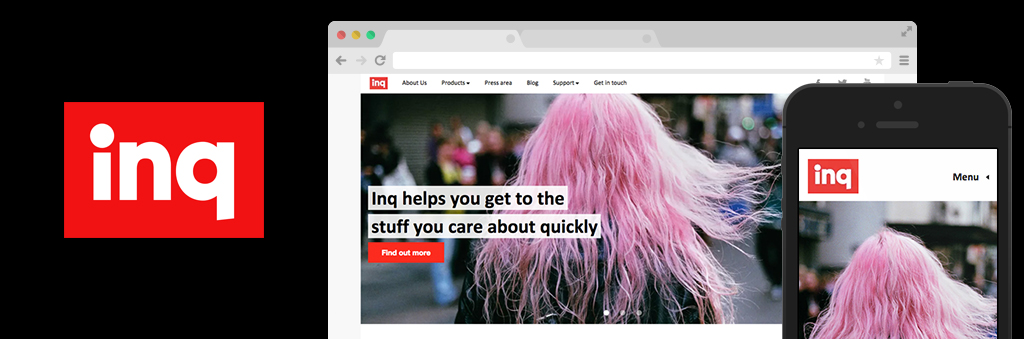 inq
inq About Us Products Press area Blog Support Get in touch
Inq helps you get to the
stuff you care about quickly
Find out more
inq Menu